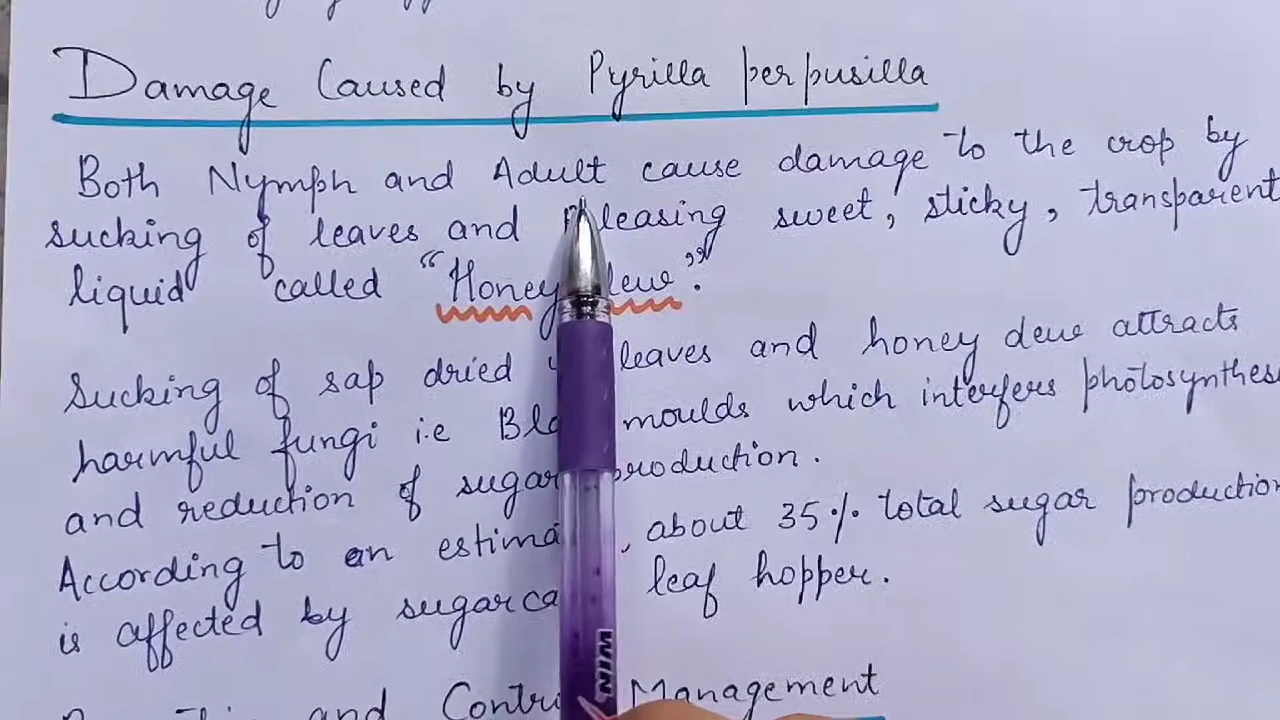 Damage Caused by Pyrilla perpusilla
Both Nymph and Adult cause damage to the crop by
sucking of leaves and leasing sweet, sticky, transparent
liquid called "Honey dew".
Sucking of sap dried leaves and honey dew attracts
harmful fungi i.e moulds which interfers photosynthes
and reduction of sugar production.
According to an estima, about 35% total sugar production
is affected by sugarca leaf hopper.
and Contr Management
WIN